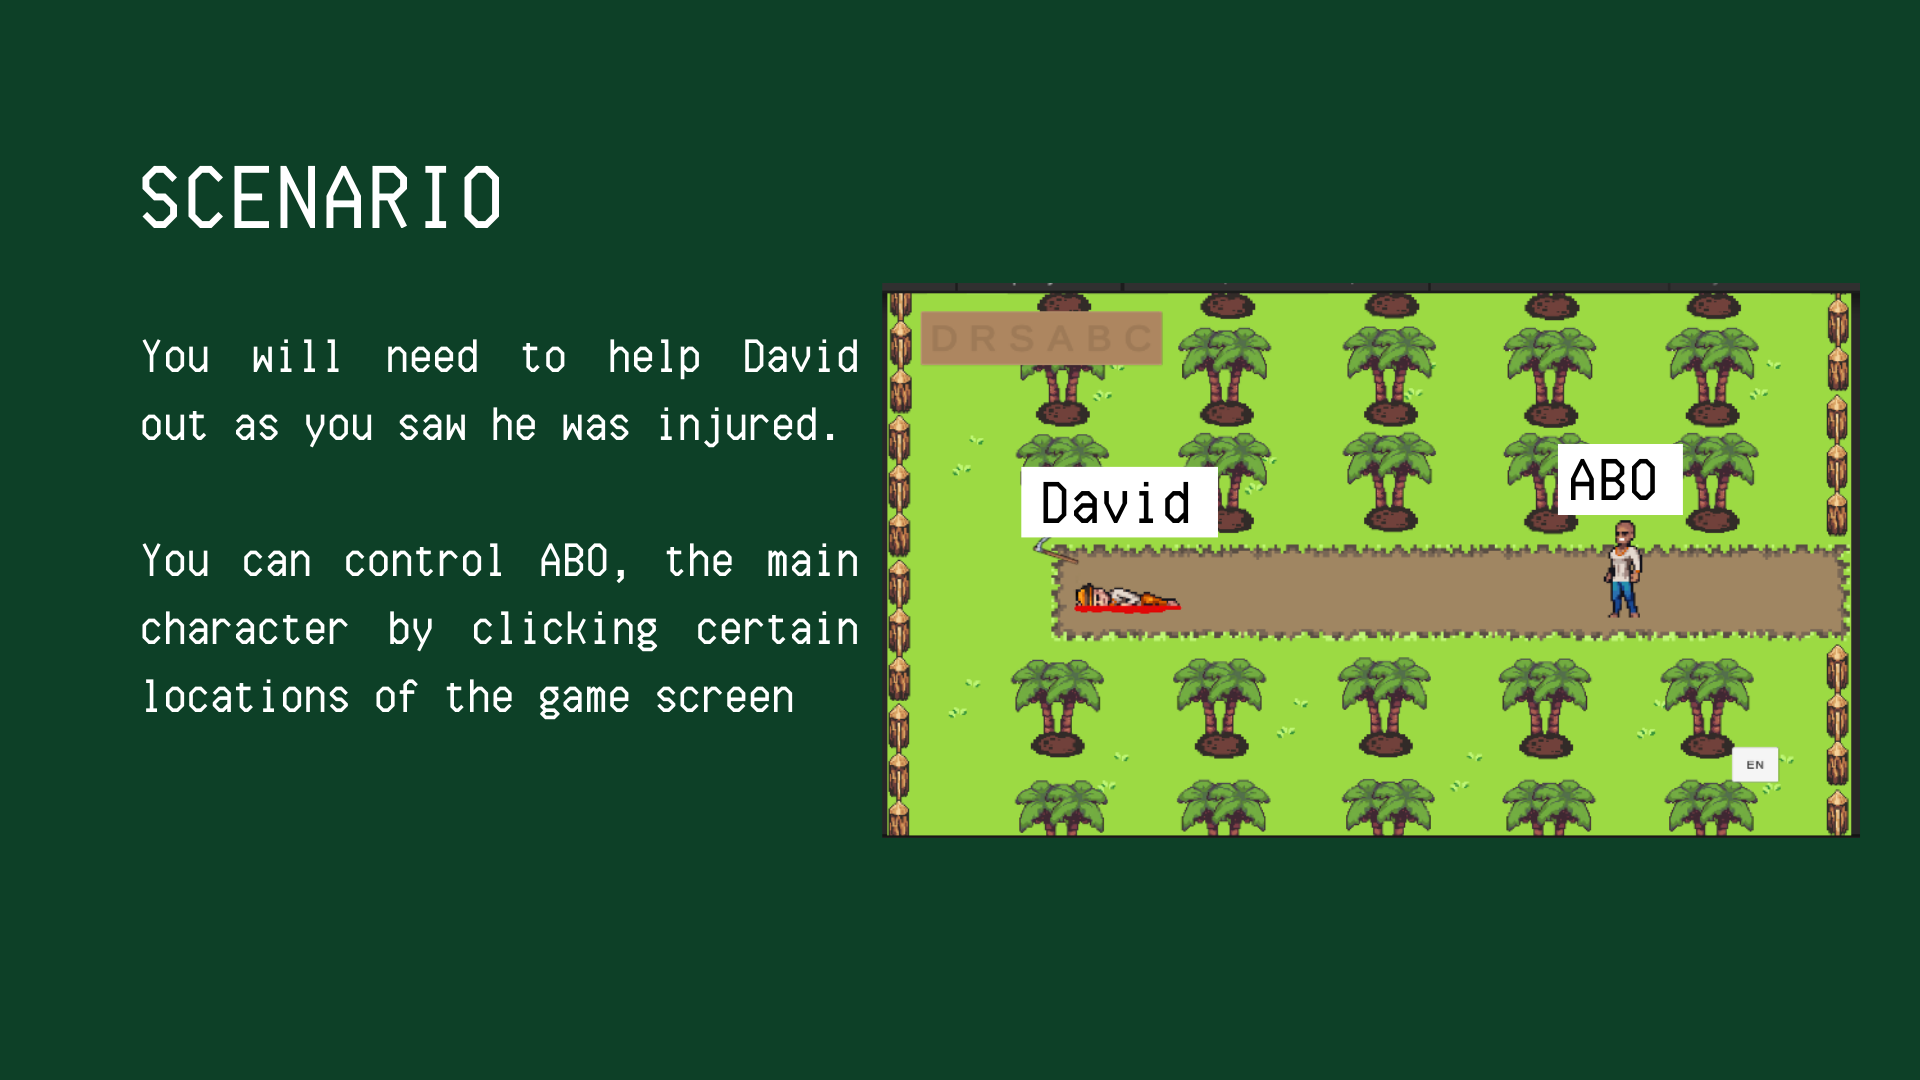 SCENARIO
You will need to help David
out as you saw he was injured.
You can control ABO, the main
character by clicking certain
locations of the game screen
D R S A B C
David
ABO
EN